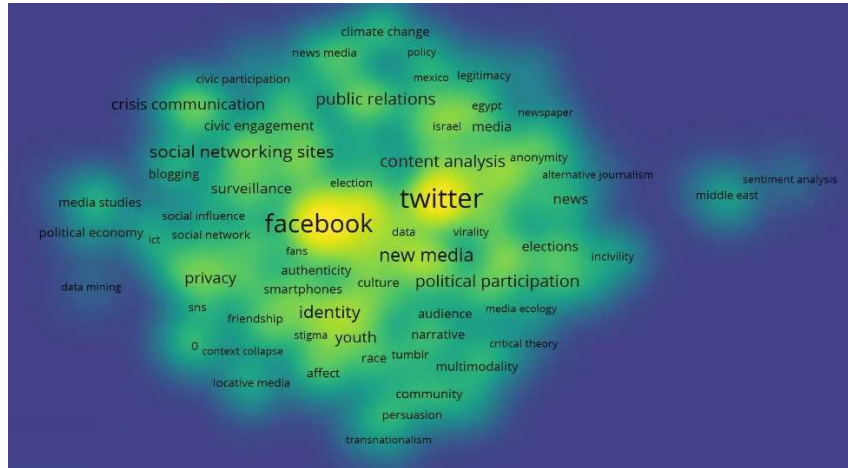 climate change
news media
policy
civic participation
mexico
legitimacy
crisis communication
public relations
egypt
newspaper
civic engagement
israel
media
social networking sites
content analysis
anonymity
blogging
alternative journalism
sentiment analysis
surveillance
election
twitter
news
middle east
media studies
social influence
facebook
political economy
ict
social network
data
virality
fans
new media
elections
incivility
privacy
authenticity
smartphones
culture
political participation
data mining
sns
friendship
identity
audience
media ecology
stigma
youth
narrative
critical theory
0
context collapse
race
tumblr
multimodality
locative media
affect
community
persuasion
transnationalism